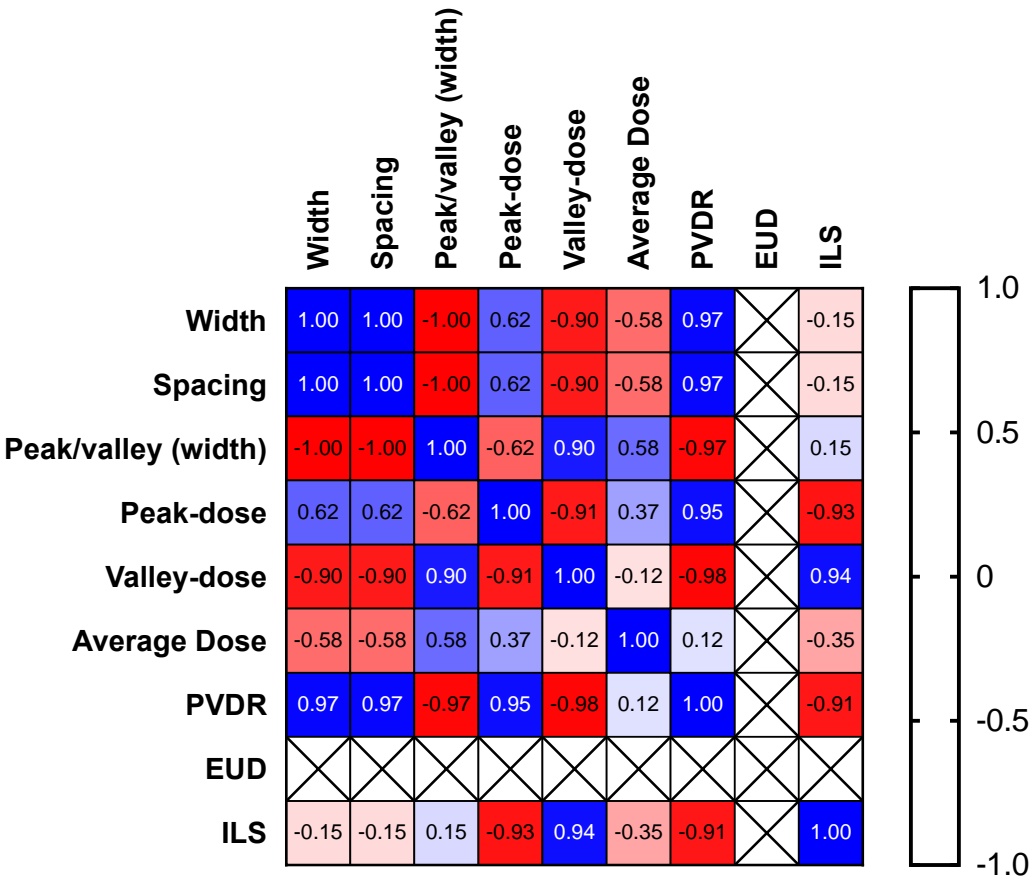 Width Spacing Peak/valley (width) Peak-dose Valley-dose Average Dose PVDR EUD ILS
Width 1.00 1.00 -1.00 0.62 -0.90 -0.58 0.97 -0.15
Spacing 1.00 1.00 -1.00 0.62 -0.90 -0.58 0.97 -0.15
Peak/valley (width) -1.00 -1.00 1.00 -0.62 0.90 0.58 -0.97 0.15
Peak-dose 0.62 0.62 -0.62 1.00 -0.91 0.37 0.95 -0.93
Valley-dose -0.90 -0.90 0.90 -0.91 1.00 -0.12 -0.98 0.94
Average Dose -0.58 -0.58 0.58 0.37 -0.12 1.00 0.12 -0.35
PVDR 0.97 0.97 -0.97 0.95 -0.98 0.12 1.00 -0.91
EUD
ILS -0.15 -0.15 0.15 -0.93 0.94 -0.35 -0.91 1.00
1.0
0.5
0
-0.5
-1.0